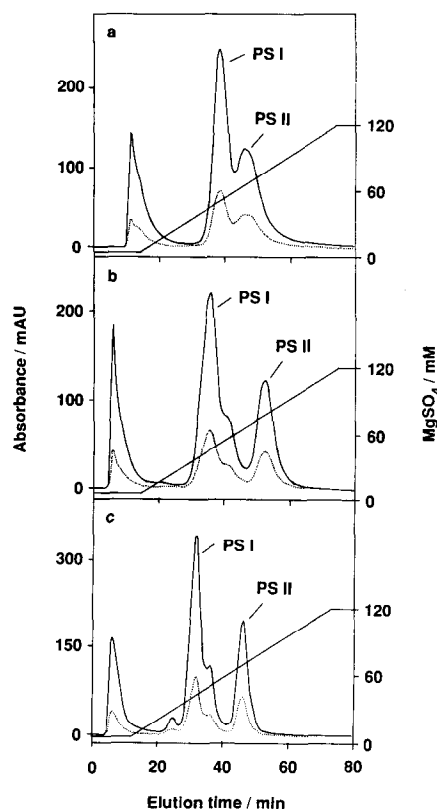 a
PS I
PS II
200
100
0
120
60
0
b
PS I
PS II
200
100
0
120
60
0
Absorbance / mAU
MgSO₄ / mM
c
PS I
PS II
300
150
0
120
60
0
0 20 40 60 80
Elution time / min